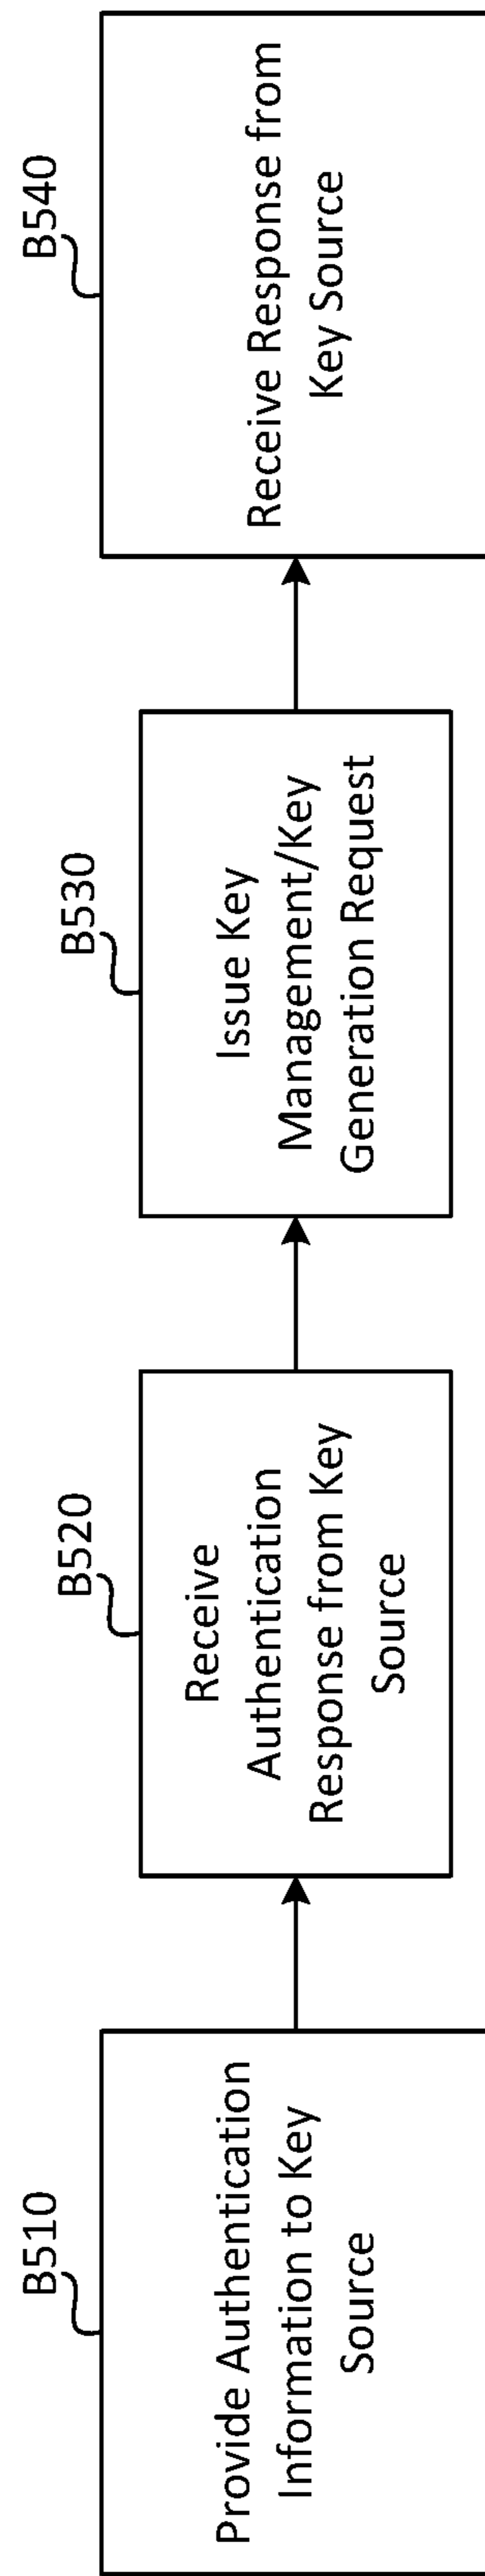 B510
Provide Authentication
Information to Key
Source
B520
Receive
Authentication
Response from Key
Source
B530
Issue Key
Management/Key
Generation Request
B540
Receive Response from
Key Source